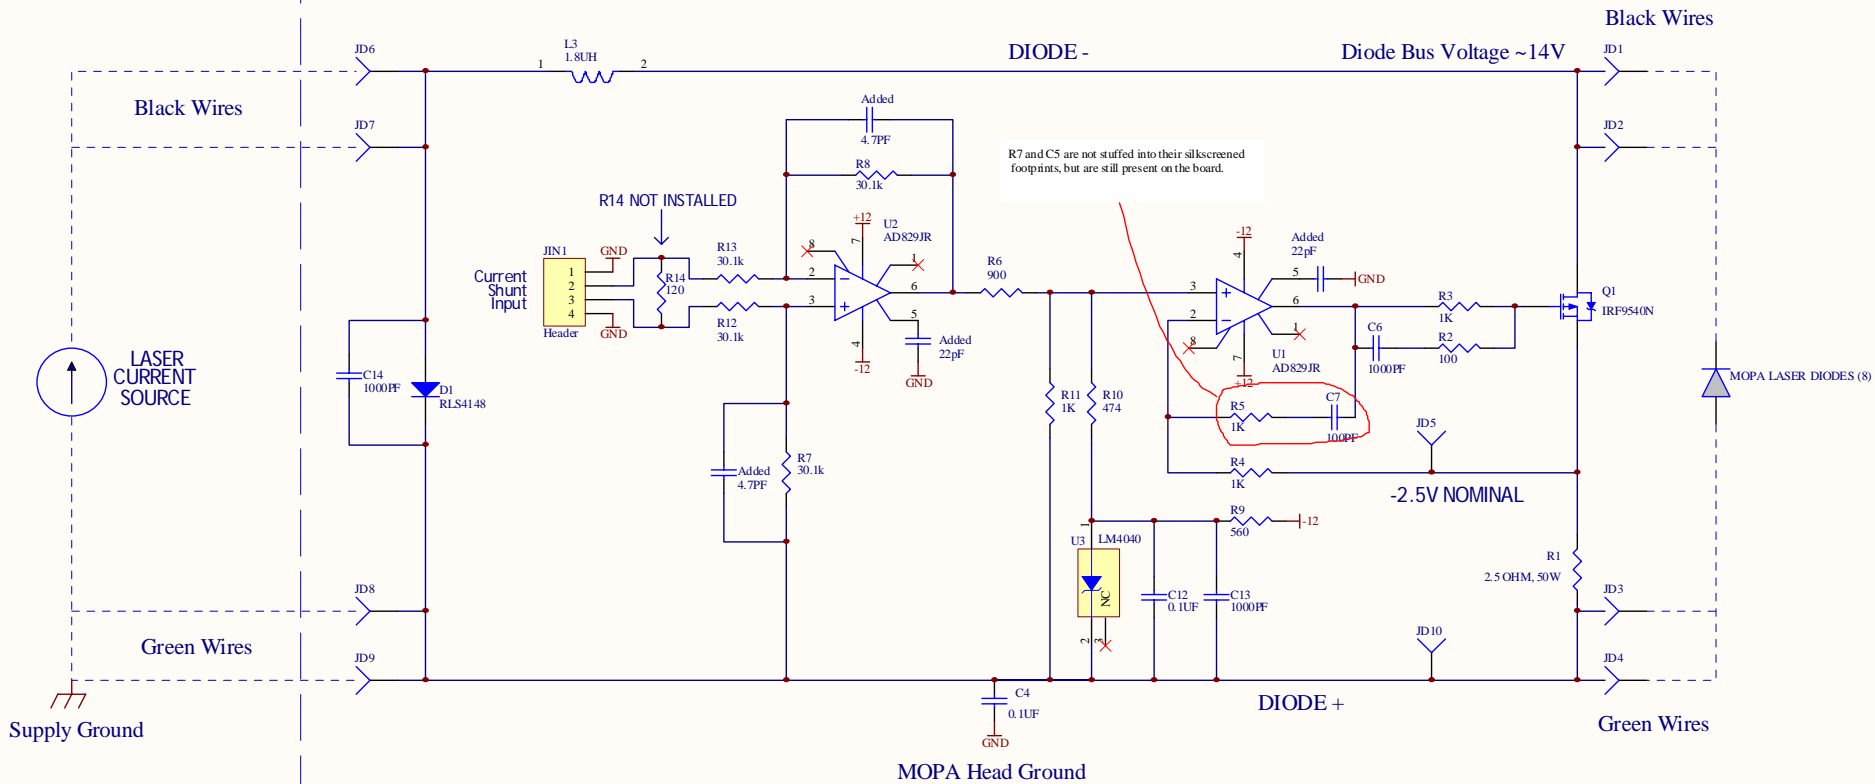 Black Wires
JD6
L3
1.8UH
1
2
DIODE -
Diode Bus Voltage ~14V
JD1
Black Wires
JD7
Added
4.7PF
R8
30.1k
JD2
R7 and C5 are not stuffed into their silkscreened
footprints, but are still present on the board.
R14 NOT INSTALLED
+12
U2
AD829JR
8
7
1
JIN1
GND
1
2
3
4
Header
GND
Current
Shunt
Input
R14
120
R13
30.1k
R12
30.1k
2
3
6
5
4
-12
Added
22pF
GND
R6
900
-12
4
Added
22pF
5
GND
3
2
6
1
8
7
U1
AD829JR
+12
R3
1K
C6
1000PF
R2
100
Q1
IRF9540N
LASER
CURRENT
SOURCE
C14
1000PF
D1
RLS4148
R11
1K
R10
474
R5
1K
C7
100PF
MOPA LASER DIODES (8)
JD5
R4
1K
-2.5V NOMINAL
Added
4.7PF
R7
30.1k
R9
560
-12
1
U3
LM4040
NC
2
3
C12
0.1UF
C13
1000PF
R1
2.5 OHM, 50W
JD8
Green Wires
JD9
JD10
JD3
JD4
C4
0.1UF
GND
DIODE +
Green Wires
Supply Ground
MOPA Head Ground